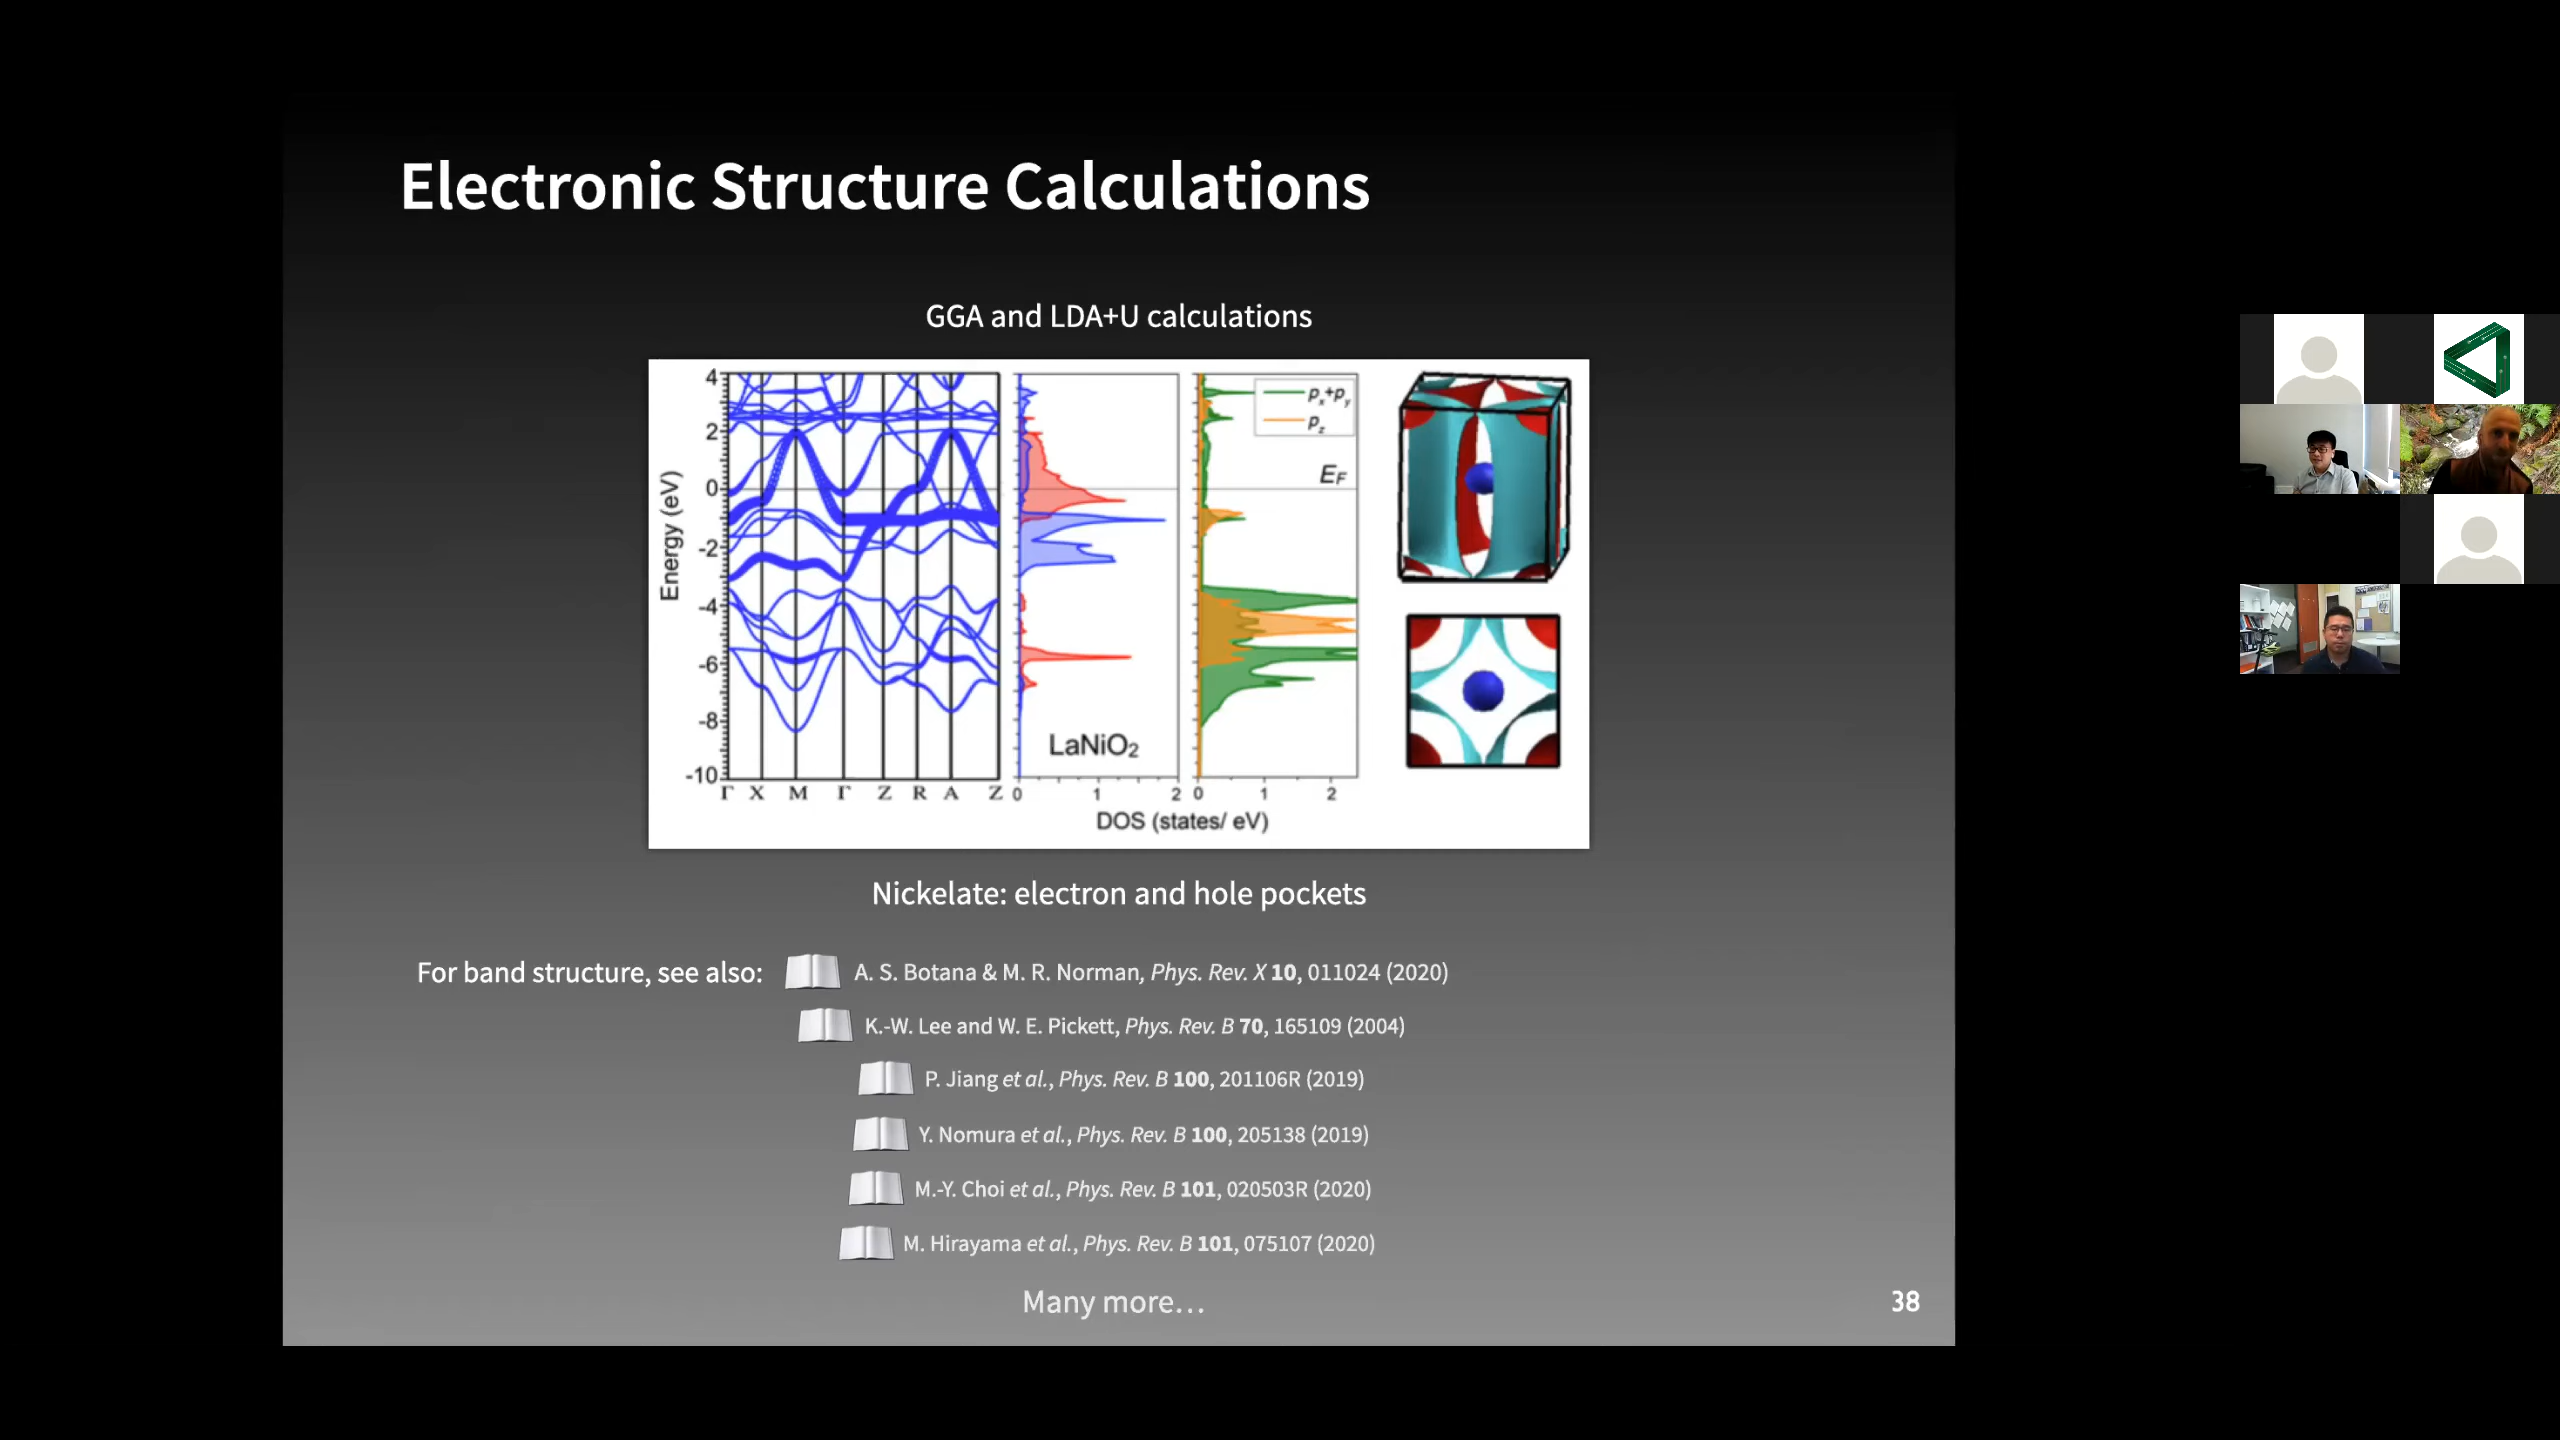 Electronic Structure Calculations
GGA and LDA+U calculations
4
2
0
-2
-4
-6
-8
-10
Energy (eV)
Γ X M Γ Z R A Z
LaNiO₂
0 1 2
px+py
pz
EF
0 1 2
DOS (states/ eV)
Nickelate: electron and hole pockets
For band structure, see also:
A. S. Botana & M. R. Norman, Phys. Rev. X 10, 011024 (2020)
K.-W. Lee and W. E. Pickett, Phys. Rev. B 70, 165109 (2004)
P. Jiang et al., Phys. Rev. B 100, 201106R (2019)
Y. Nomura et al., Phys. Rev. B 100, 205138 (2019)
M.-Y. Choi et al., Phys. Rev. B 101, 020503R (2020)
M. Hirayama et al., Phys. Rev. B 101, 075107 (2020)
Many more…
38